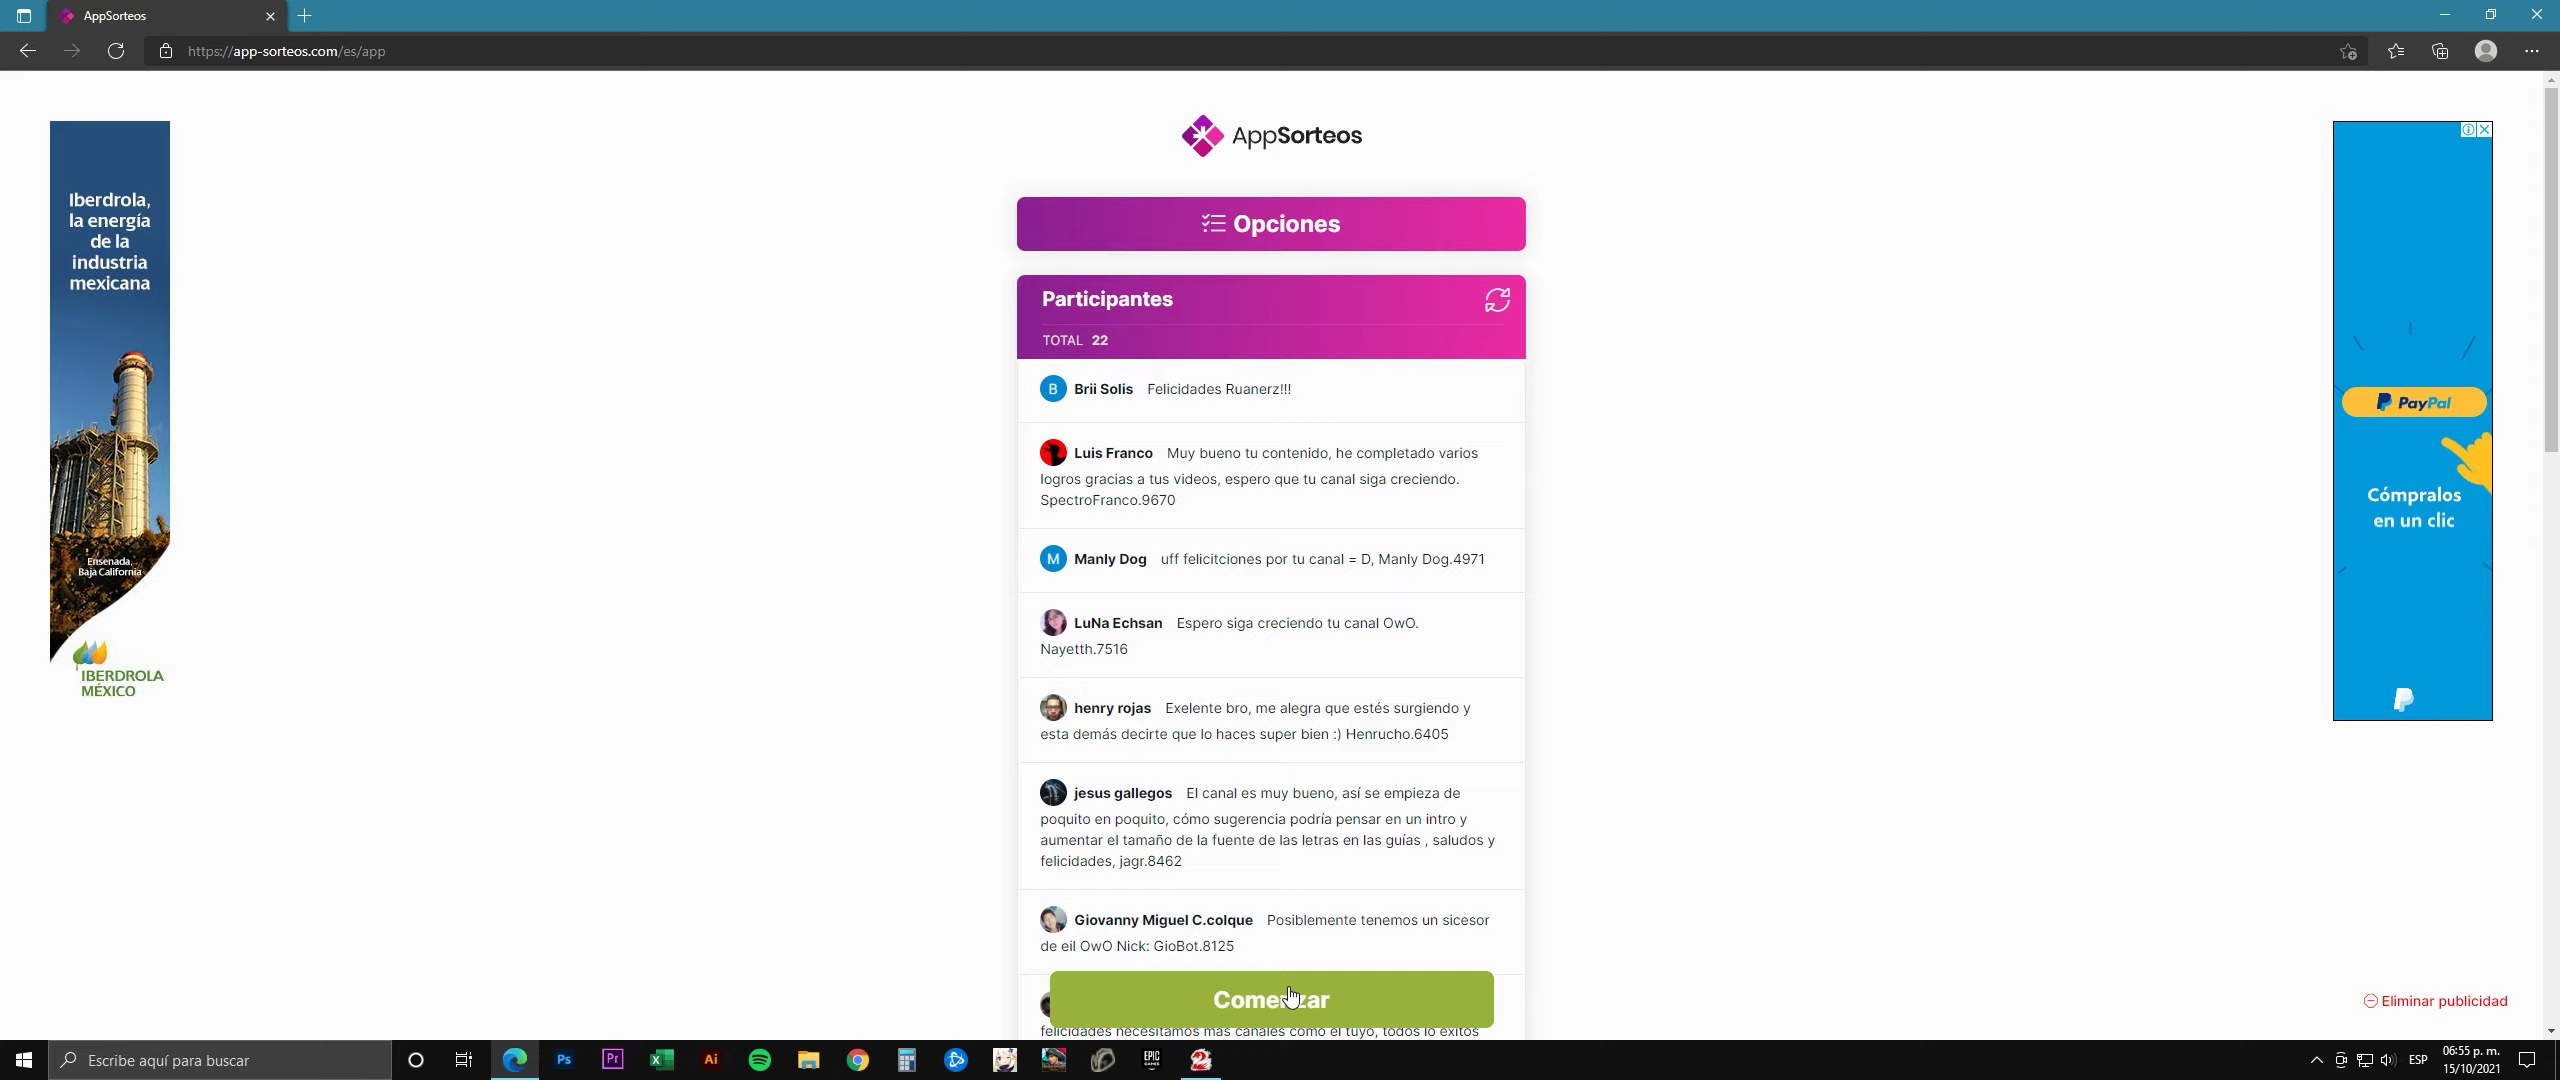 AppSorteos
https://app-sorteos.com/es/app
AppSorteos
Iberdrola,
la energía
de la
industria
mexicana
Ensenada,
Baja California
IBERDROLA
MÉXICO
Opciones
Participantes
TOTAL 22
B Brii Solis Felicidades Ruanerz!!!
Luis Franco Muy bueno tu contenido, he completado varios
logros gracias a tus videos, espero que tu canal siga creciendo.
SpectroFranco.9670
M Manly Dog uff felicitciones por tu canal = D, Manly Dog.4971
LuNa Echsan Espero siga creciendo tu canal OwO.
Nayetth.7516
henry rojas Exelente bro, me alegra que estés surgiendo y
esta demás decirte que lo haces super bien :) Henrucho.6405
jesus gallegos El canal es muy bueno, así se empieza de
poquito en poquito, cómo sugerencia podría pensar en un intro y
aumentar el tamaño de la fuente de las letras en las guías , saludos y
felicidades, jagr.8462
Giovanny Miguel C.colque Posiblemente tenemos un sicesor
de eil OwO Nick: GioBot.8125
Comenzar
felicidades necesitamos mas canales como el tuyo, todos lo exitos
PayPal
Cómpralos
en un clic
Eliminar publicidad
Escribe aquí para buscar
Ps
Pr
Ai
EPIC
GAMES
ESP
06:55 p. m.
15/10/2021